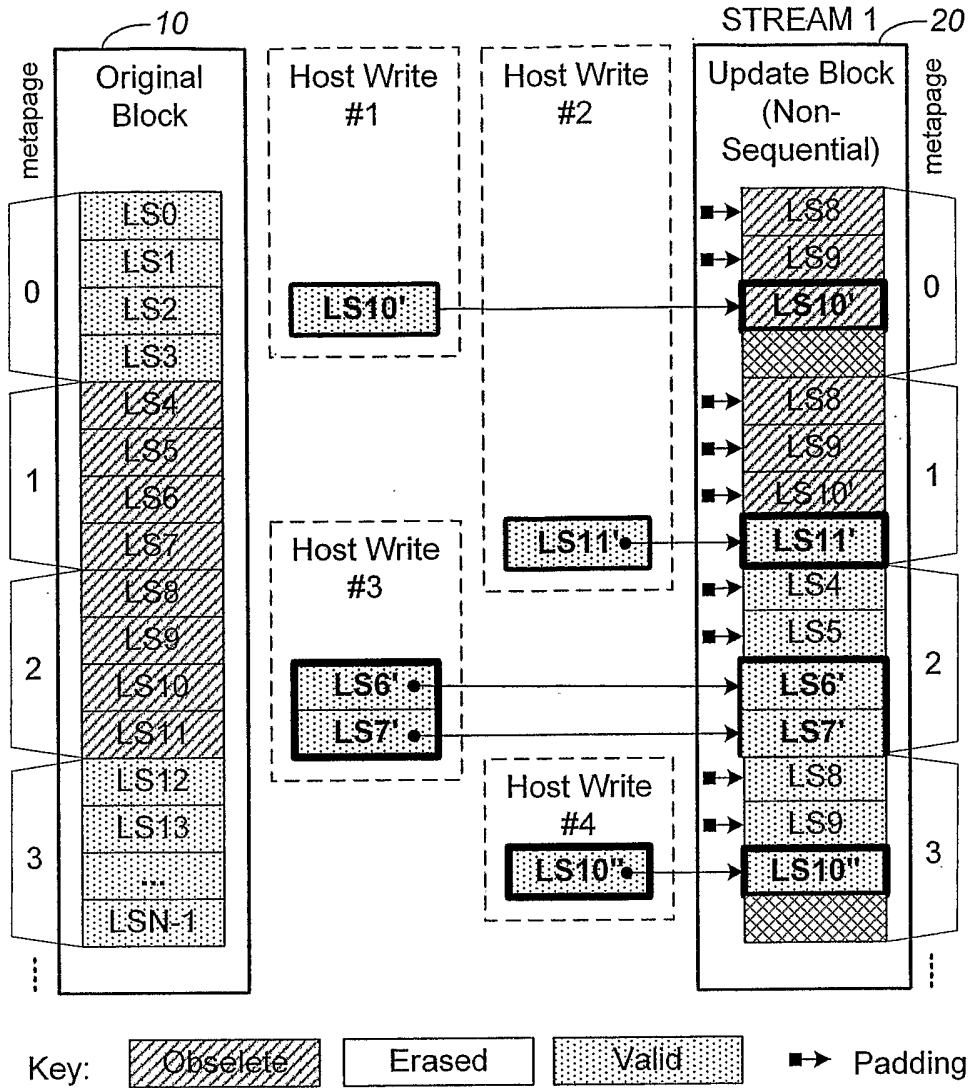 10
STREAM 1
20
metapage
Original
Block
Host Write
#1
Host Write
#2
Update Block
(Non-
Sequential)
metapage
0
LS0
LS1
LS2
LS3
1
LS4
LS5
LS6
LS7
2
LS8
LS9
LS10
LS11
3
LS12
LS13
...
LSN-1
LS10'
LS11'
Host Write
#3
LS6'
LS7'
Host Write
#4
LS10"
LS8
LS9
LS10'
0
LS8
LS9
LS10'
LS11'
1
LS4
LS5
LS6'
LS7'
2
LS8
LS9
LS10"
3
Key:
Obselete
Erased
Valid
Padding